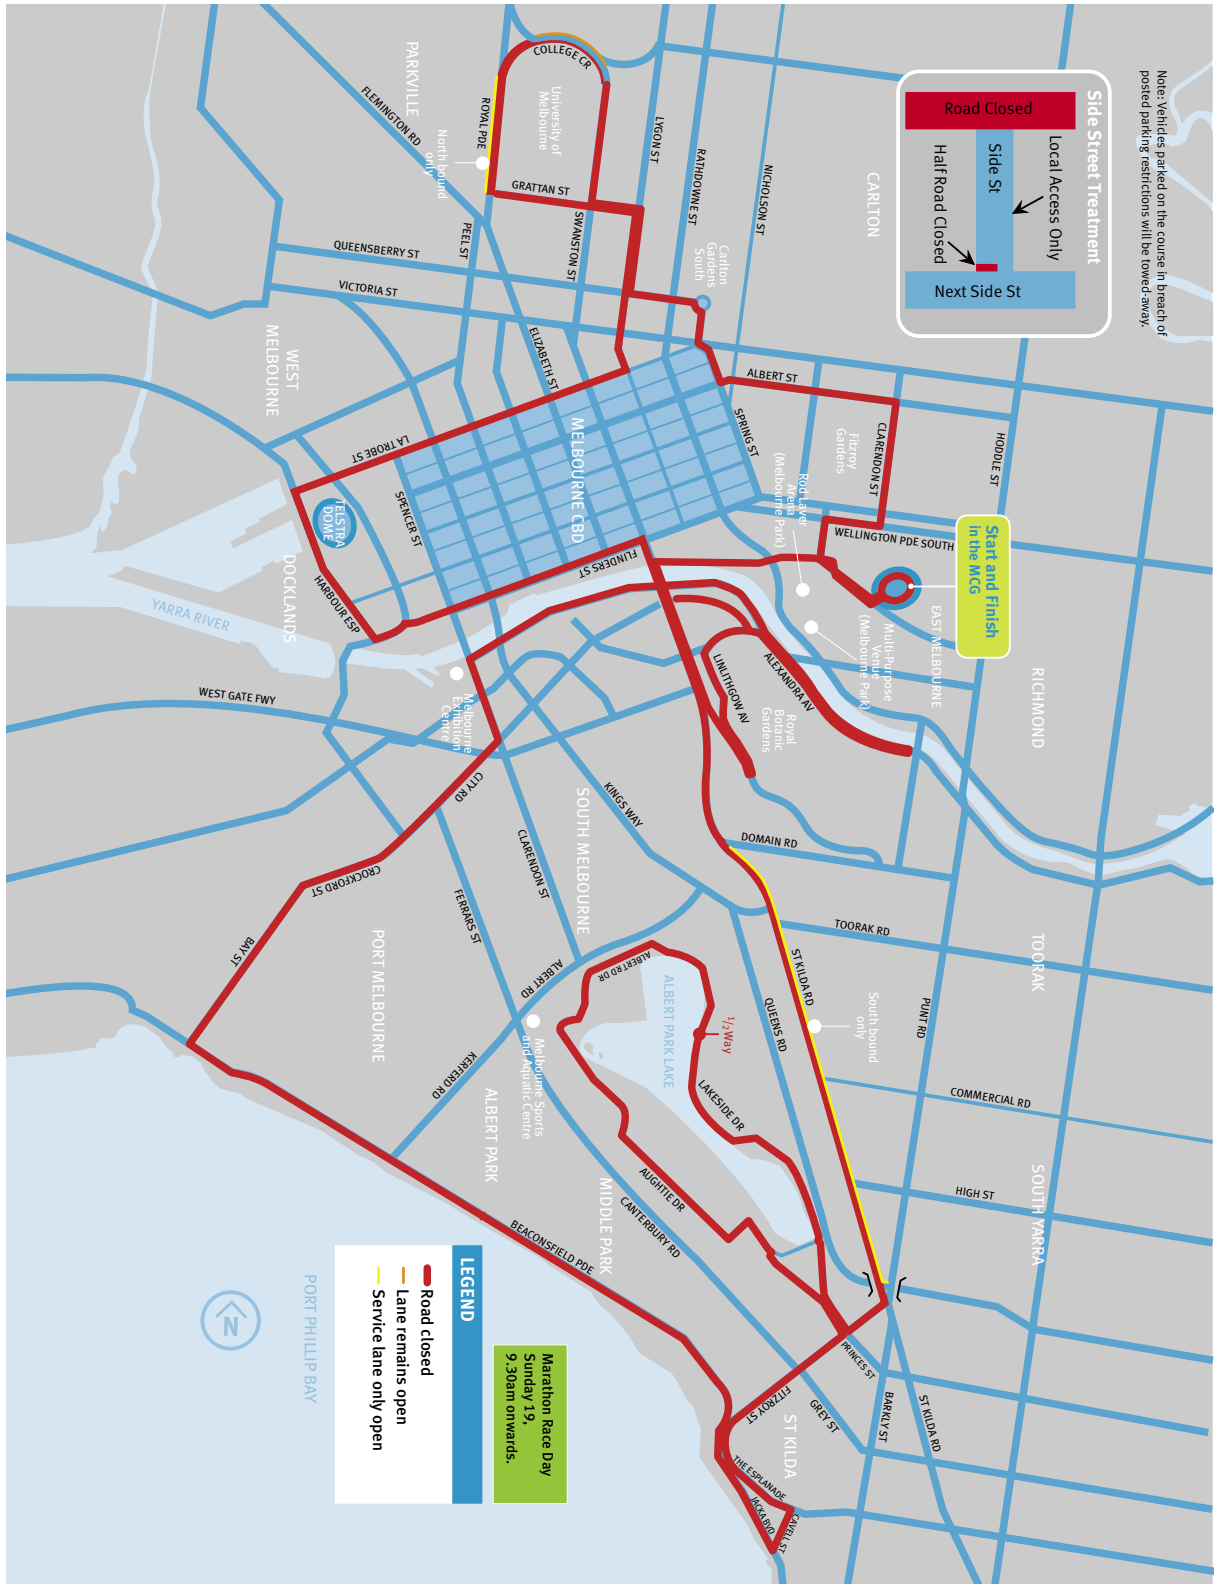 Note: Vehicles parked on the course in breach of
posted parking restrictions will be towed-away.
Side Street Treatment
Road Closed
Local Access Only
Side St
Half Road Closed
Next Side St
PARKVILLE
COLLEGE CR
University of
Melbourne
FLEMINGTON RD
ROYAL PDE
North bound
only
GRATTAN ST
LYGON ST
RATHDOWNE ST
NICHOLSON ST
CARLTON
PEEL ST
SWANSTON ST
QUEENSBERRY ST
VICTORIA ST
Carlton
Gardens
South
WEST
MELBOURNE
ELIZABETH ST
ALBERT ST
SPRING ST
CLARENDON ST
Fitzroy
Gardens
HODDLE ST
LA TROBE ST
MELBOURNE CBD
SPENCER ST
TELSTRA
DOME
Rod Laver
Arena
(Melbourne Park)
WELLINGTON PDE SOUTH
Start and Finish
in the MCG
FLINDERS ST
HARBOUR ESP
DOCKLANDS
YARRA RIVER
EAST MELBOURNE
Multi-Purpose
Venue
(Melbourne Park)
RICHMOND
WEST GATE FWY
Melbourne
Exhibition
Centre
LINLITHGOW AV
ALEXANDRA AV
Royal
Botanic
Gardens
CITY RD
KINGS WAY
SOUTH MELBOURNE
CLARENDON ST
DOMAIN RD
CROCKFORD ST
FERRARS ST
BAY ST
PORT MELBOURNE
ALBERT RD
ALBERT RD DR
ALBERT PARK LAKE
TOORAK RD
TOORAK
ST KILDA RD
QUEENS RD
South bound
only
PUNT RD
1/2 Way
Melbourne Sports
and Aquatic Centre
KERFERD RD
ALBERT PARK
LAKESIDE DR
COMMERCIAL RD
AUGHTIE DR
MIDDLE PARK
CANTERBURY RD
HIGH ST
SOUTH YARRA
BEACONSFIELD PDE
PORT PHILLIP BAY
N
LEGEND
Road closed
Lane remains open
Service lane only open
Marathon Race Day
Sunday 19,
9.30am onwards.
PRINCES ST
FITZROY ST
GREY ST
BARKLY ST
ST KILDA RD
ST KILDA
THE ESPLANADE
JACKA BVD
CAVELL ST